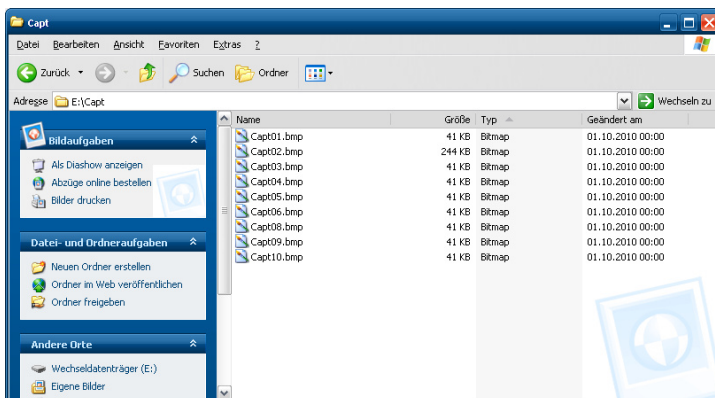 Capt
Datei Bearbeiten Ansicht Favoriten Extras ?
Zurück Suchen Ordner
Adresse E:\Capt Wechseln zu
Name Größe Typ Geändert am
Capt01.bmp 41 KB Bitmap 01.10.2010 00:00
Capt02.bmp 244 KB Bitmap 01.10.2010 00:00
Capt03.bmp 41 KB Bitmap 01.10.2010 00:00
Capt04.bmp 41 KB Bitmap 01.10.2010 00:00
Capt05.bmp 41 KB Bitmap 01.10.2010 00:00
Capt06.bmp 41 KB Bitmap 01.10.2010 00:00
Capt08.bmp 41 KB Bitmap 01.10.2010 00:00
Capt09.bmp 41 KB Bitmap 01.10.2010 00:00
Capt10.bmp 41 KB Bitmap 01.10.2010 00:00
Bildaufgaben
Als Diashow anzeigen
Abzüge online bestellen
Bilder drucken
Datei- und Ordneraufgaben
Neuen Ordner erstellen
Ordner im Web veröffentlichen
Ordner freigeben
Andere Orte
Wechseldatenträger (E:)
Eigene Bilder